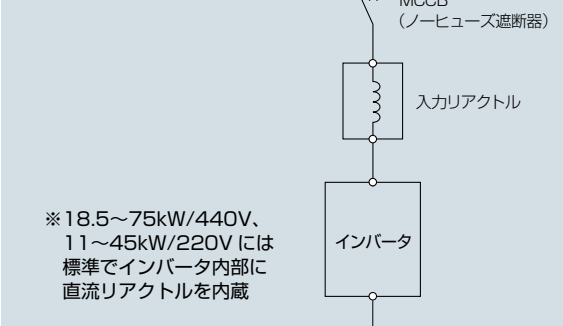 MCCB
（ノーヒューズ遮断器）
入力リアクトル
※18.5～75kW/440V、
11～45kW/220V には
標準でインバータ内部に
直流リアクトルを内蔵
インバータ